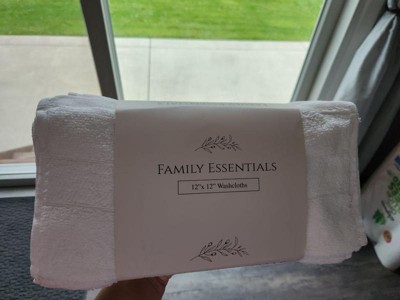 FAMILY ESSENTIALS
12"x 12" Washcloths